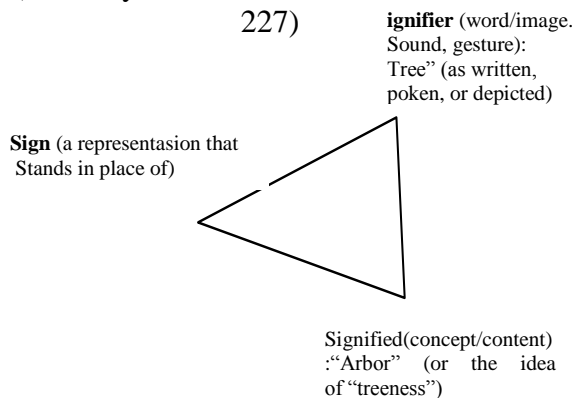 227)
ignifier (word/image.
Sound, gesture):
Tree” (as written,
poken, or depicted)
Sign (a representasion that
Stands in place of)
Signified(concept/content)
:“Arbor” (or the idea
of “treeness”)